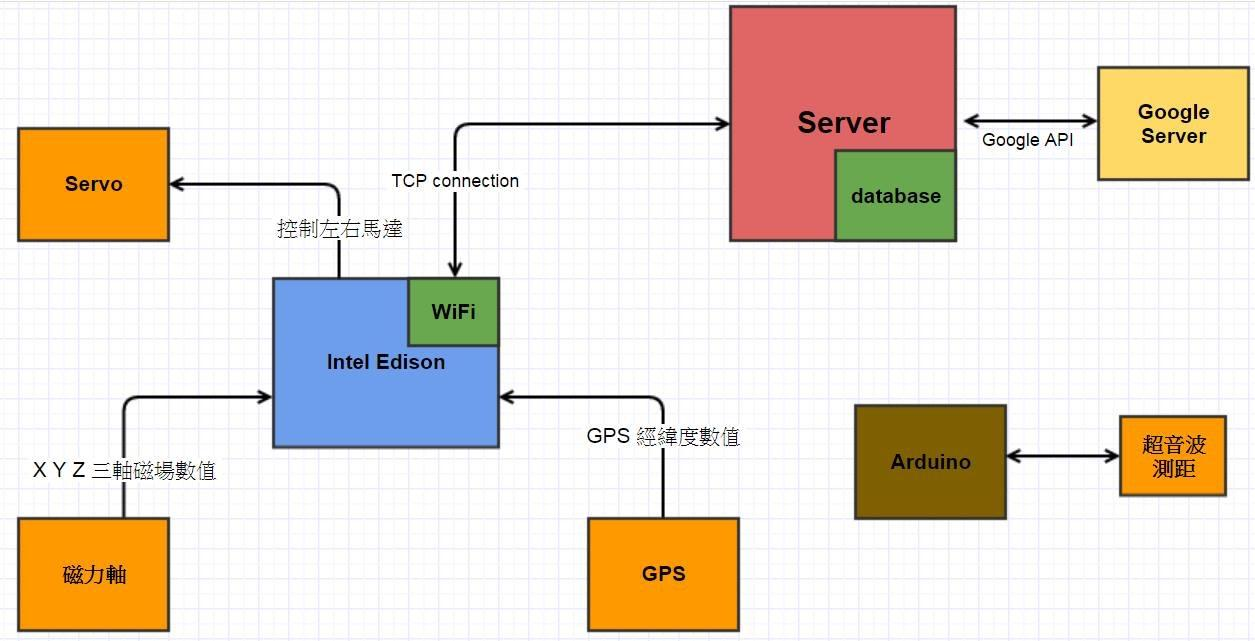 Server
Google
Server
Google API
Servo
TCP connection
database
控制左右馬達
WiFi
Intel Edison
GPS 經緯度數值
X Y Z 三軸磁場數值
Arduino
超音波
測距
磁力軸
GPS